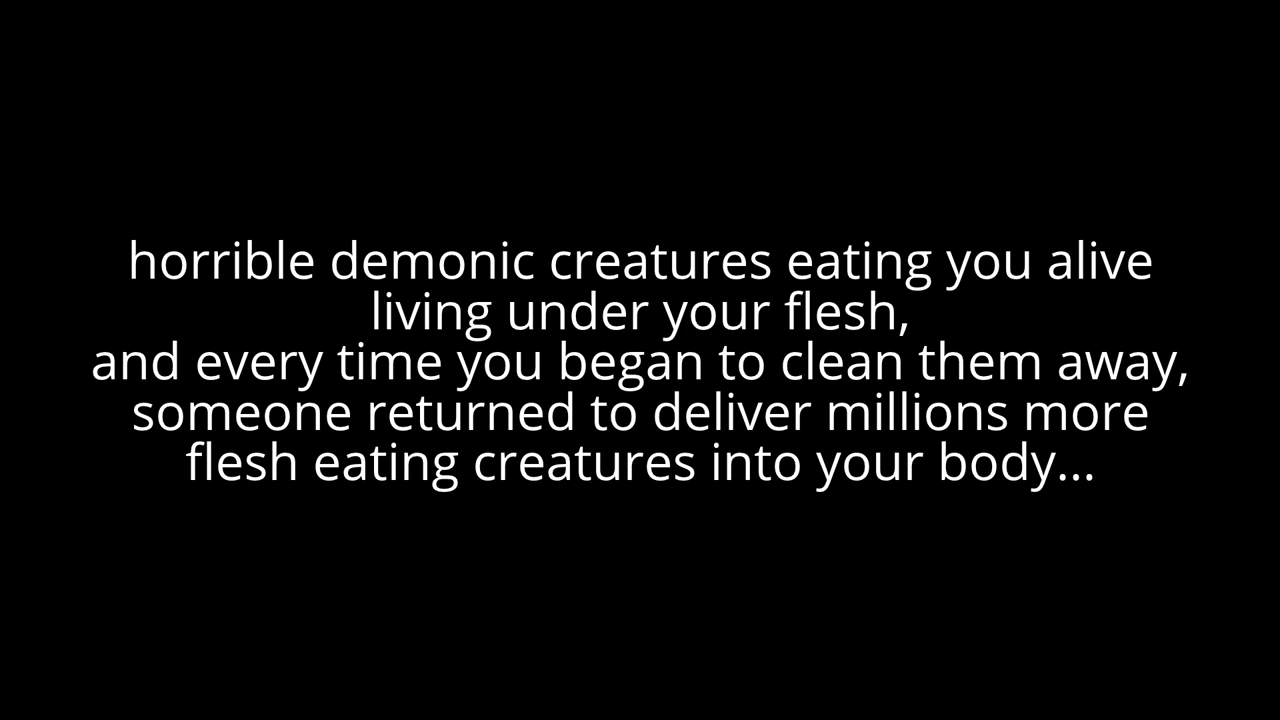 horrible demonic creatures eating you alive
living under your flesh,
and every time you began to clean them away,
someone returned to deliver millions more
flesh eating creatures into your body...